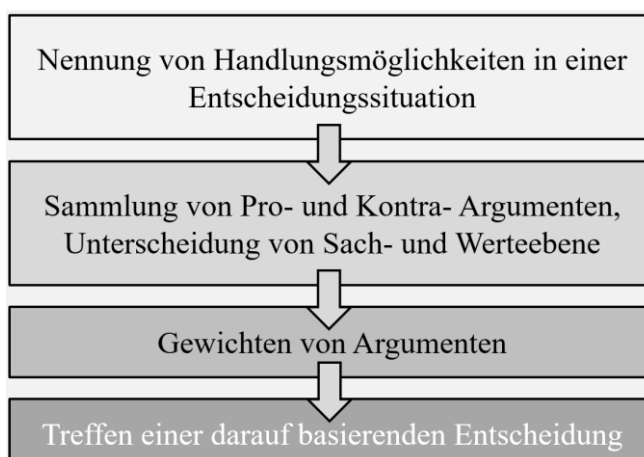 Nennung von Handlungsmöglichkeiten in einer
Entscheidungssituation
Sammlung von Pro- und Kontra- Argumenten,
Unterscheidung von Sach- und Werteebene
Gewichten von Argumenten
Treffen einer darauf basierenden Entscheidung